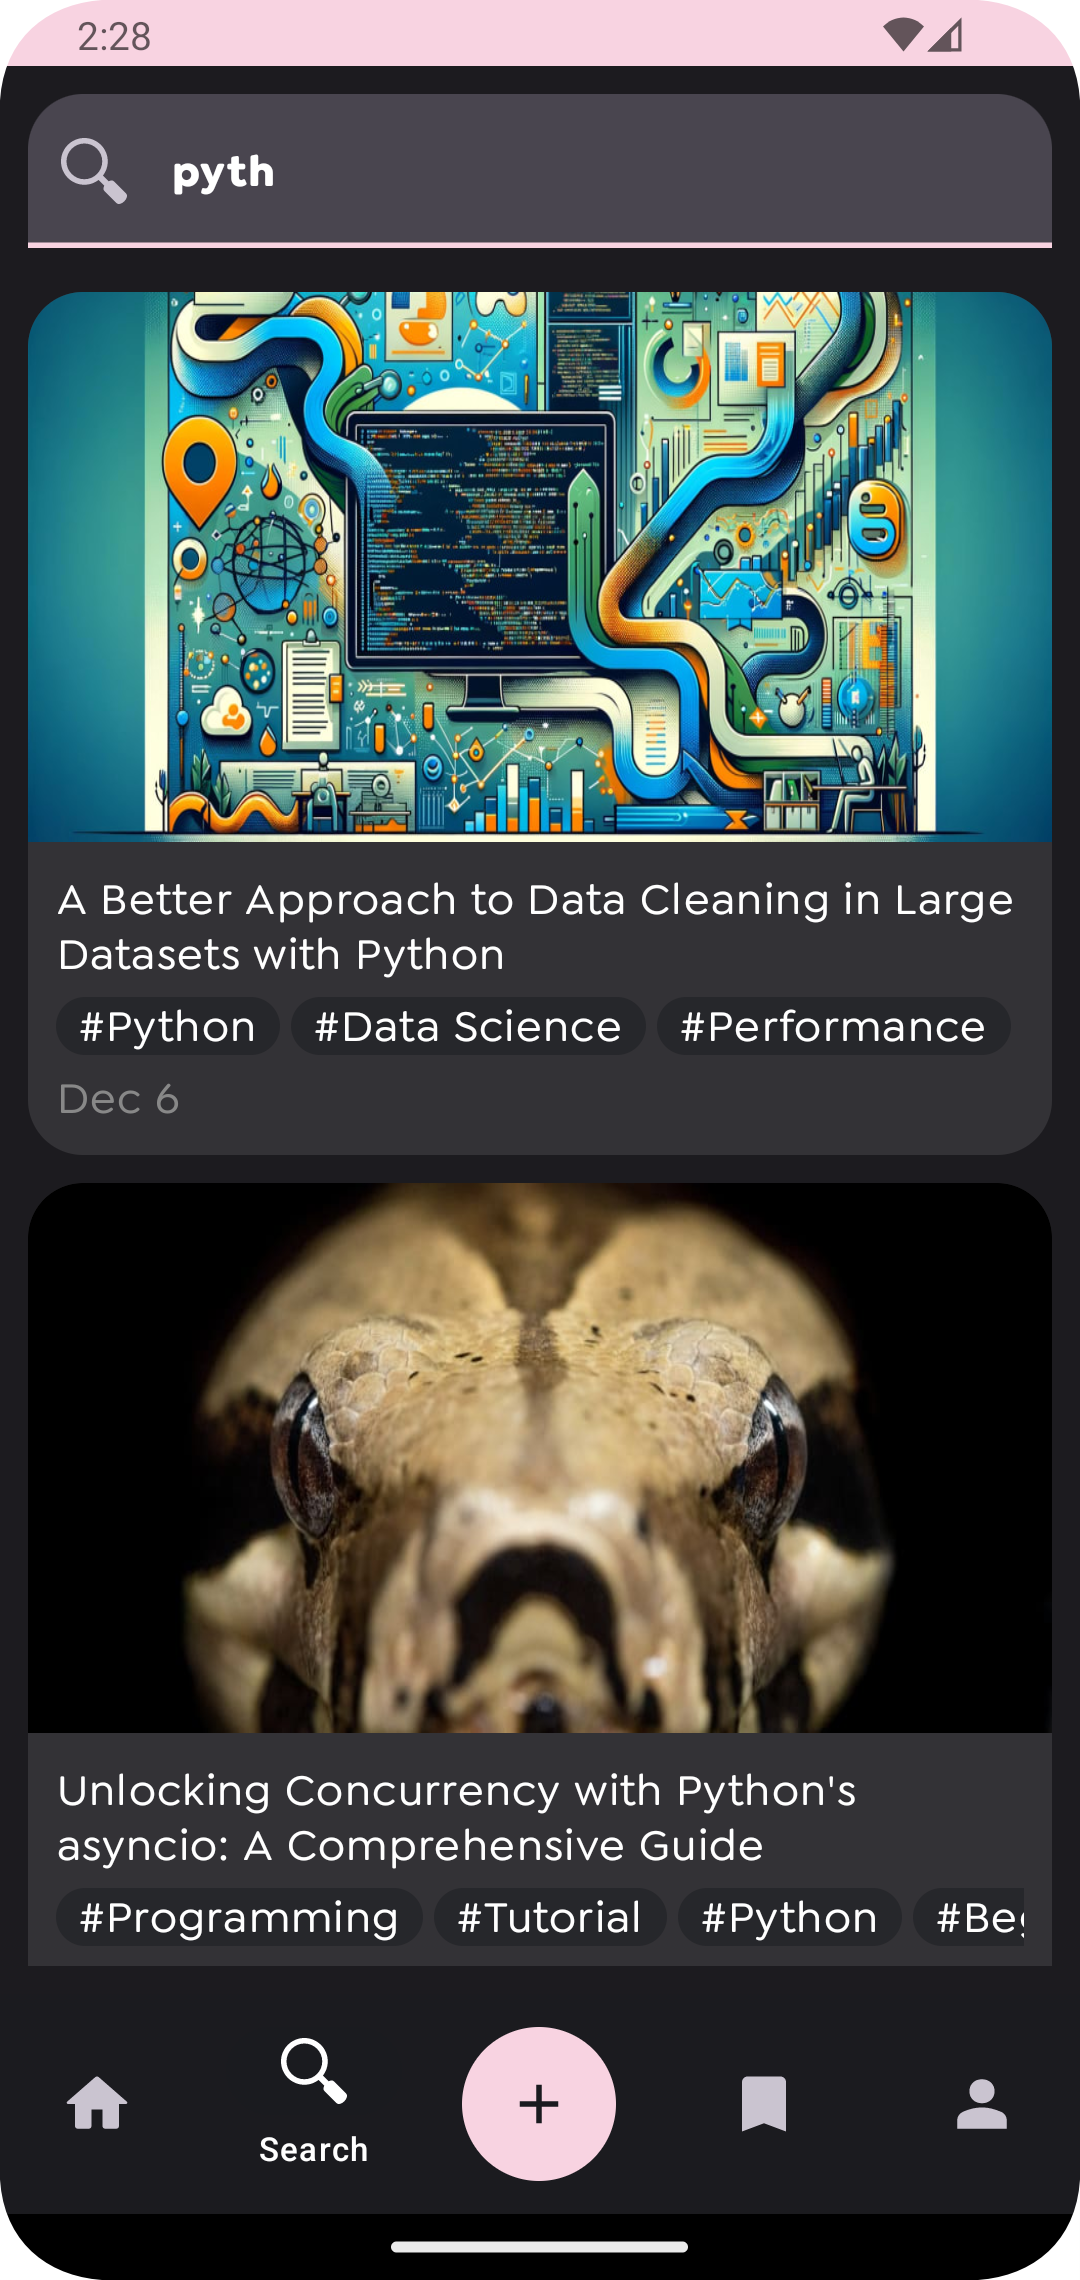 2:28
pyth
A Better Approach to Data Cleaning in Large
Datasets with Python
#Python #Data Science #Performance
Dec 6
Unlocking Concurrency with Python's
asyncio: A Comprehensive Guide
#Programming #Tutorial #Python #Beg
Search